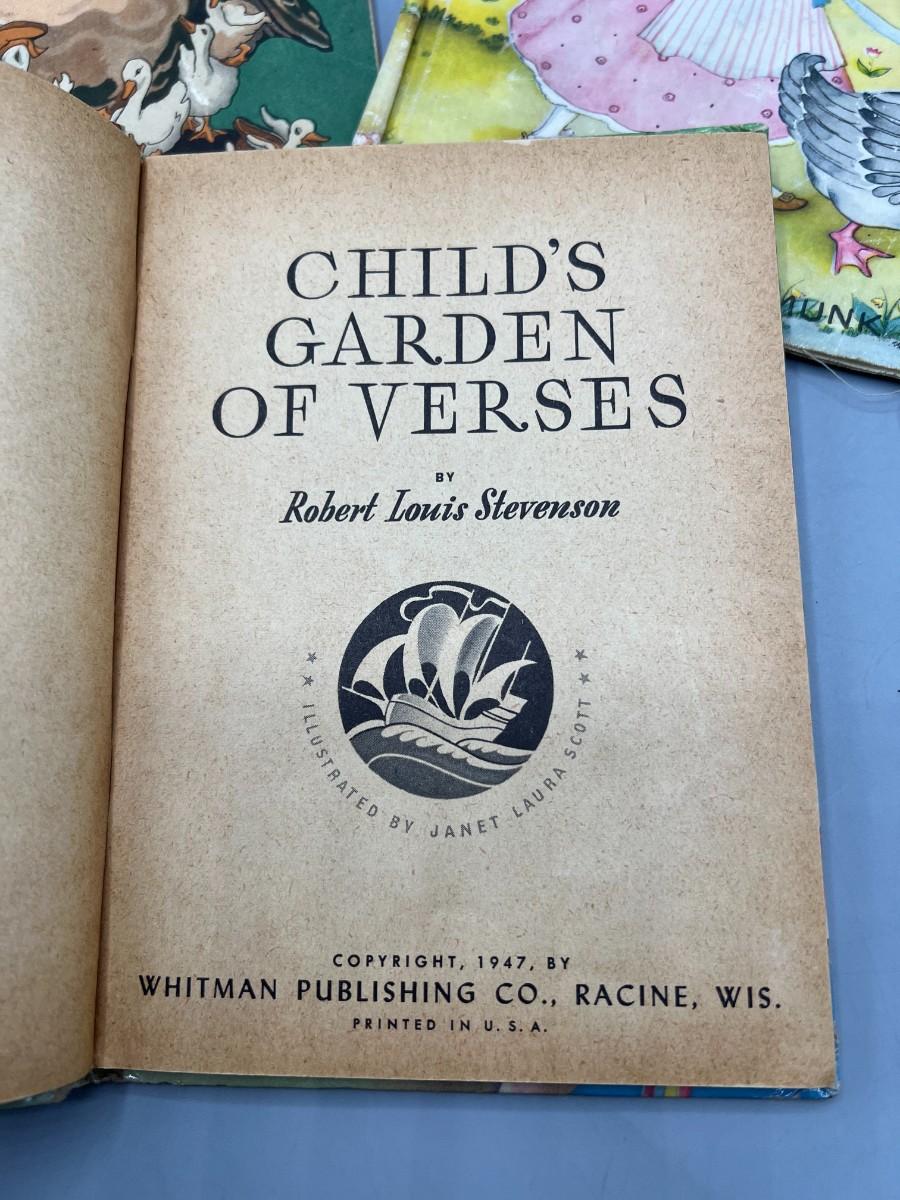 CHILD'S
GARDEN
OF VERSES
BY
Robert Louis Stevenson
★ ★ ILLUSTRATED BY JANET LAURA SCOTT ★ ★
COPYRIGHT, 1947, BY
WHITMAN PUBLISHING CO., RACINE, WIS.
PRINTED IN U. S. A.